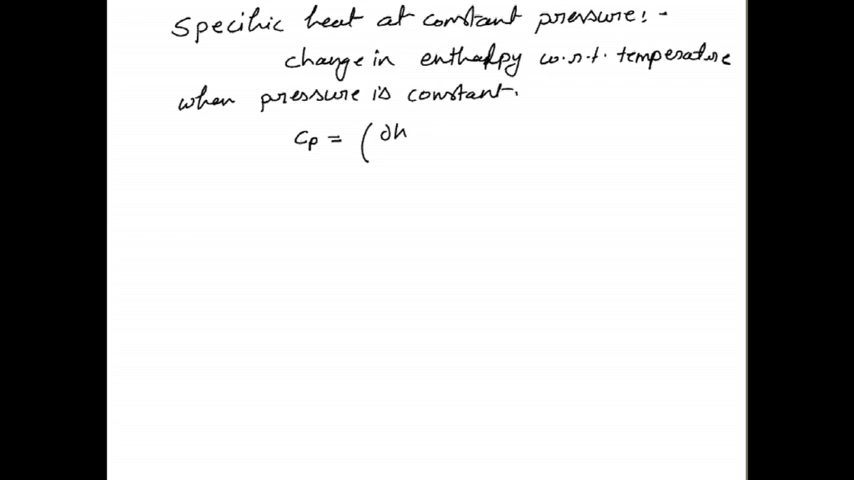 Specific heat at constant pressure:-
change in enthalpy w.r.t. temperature
when pressure is constant.
Cp = (∂h